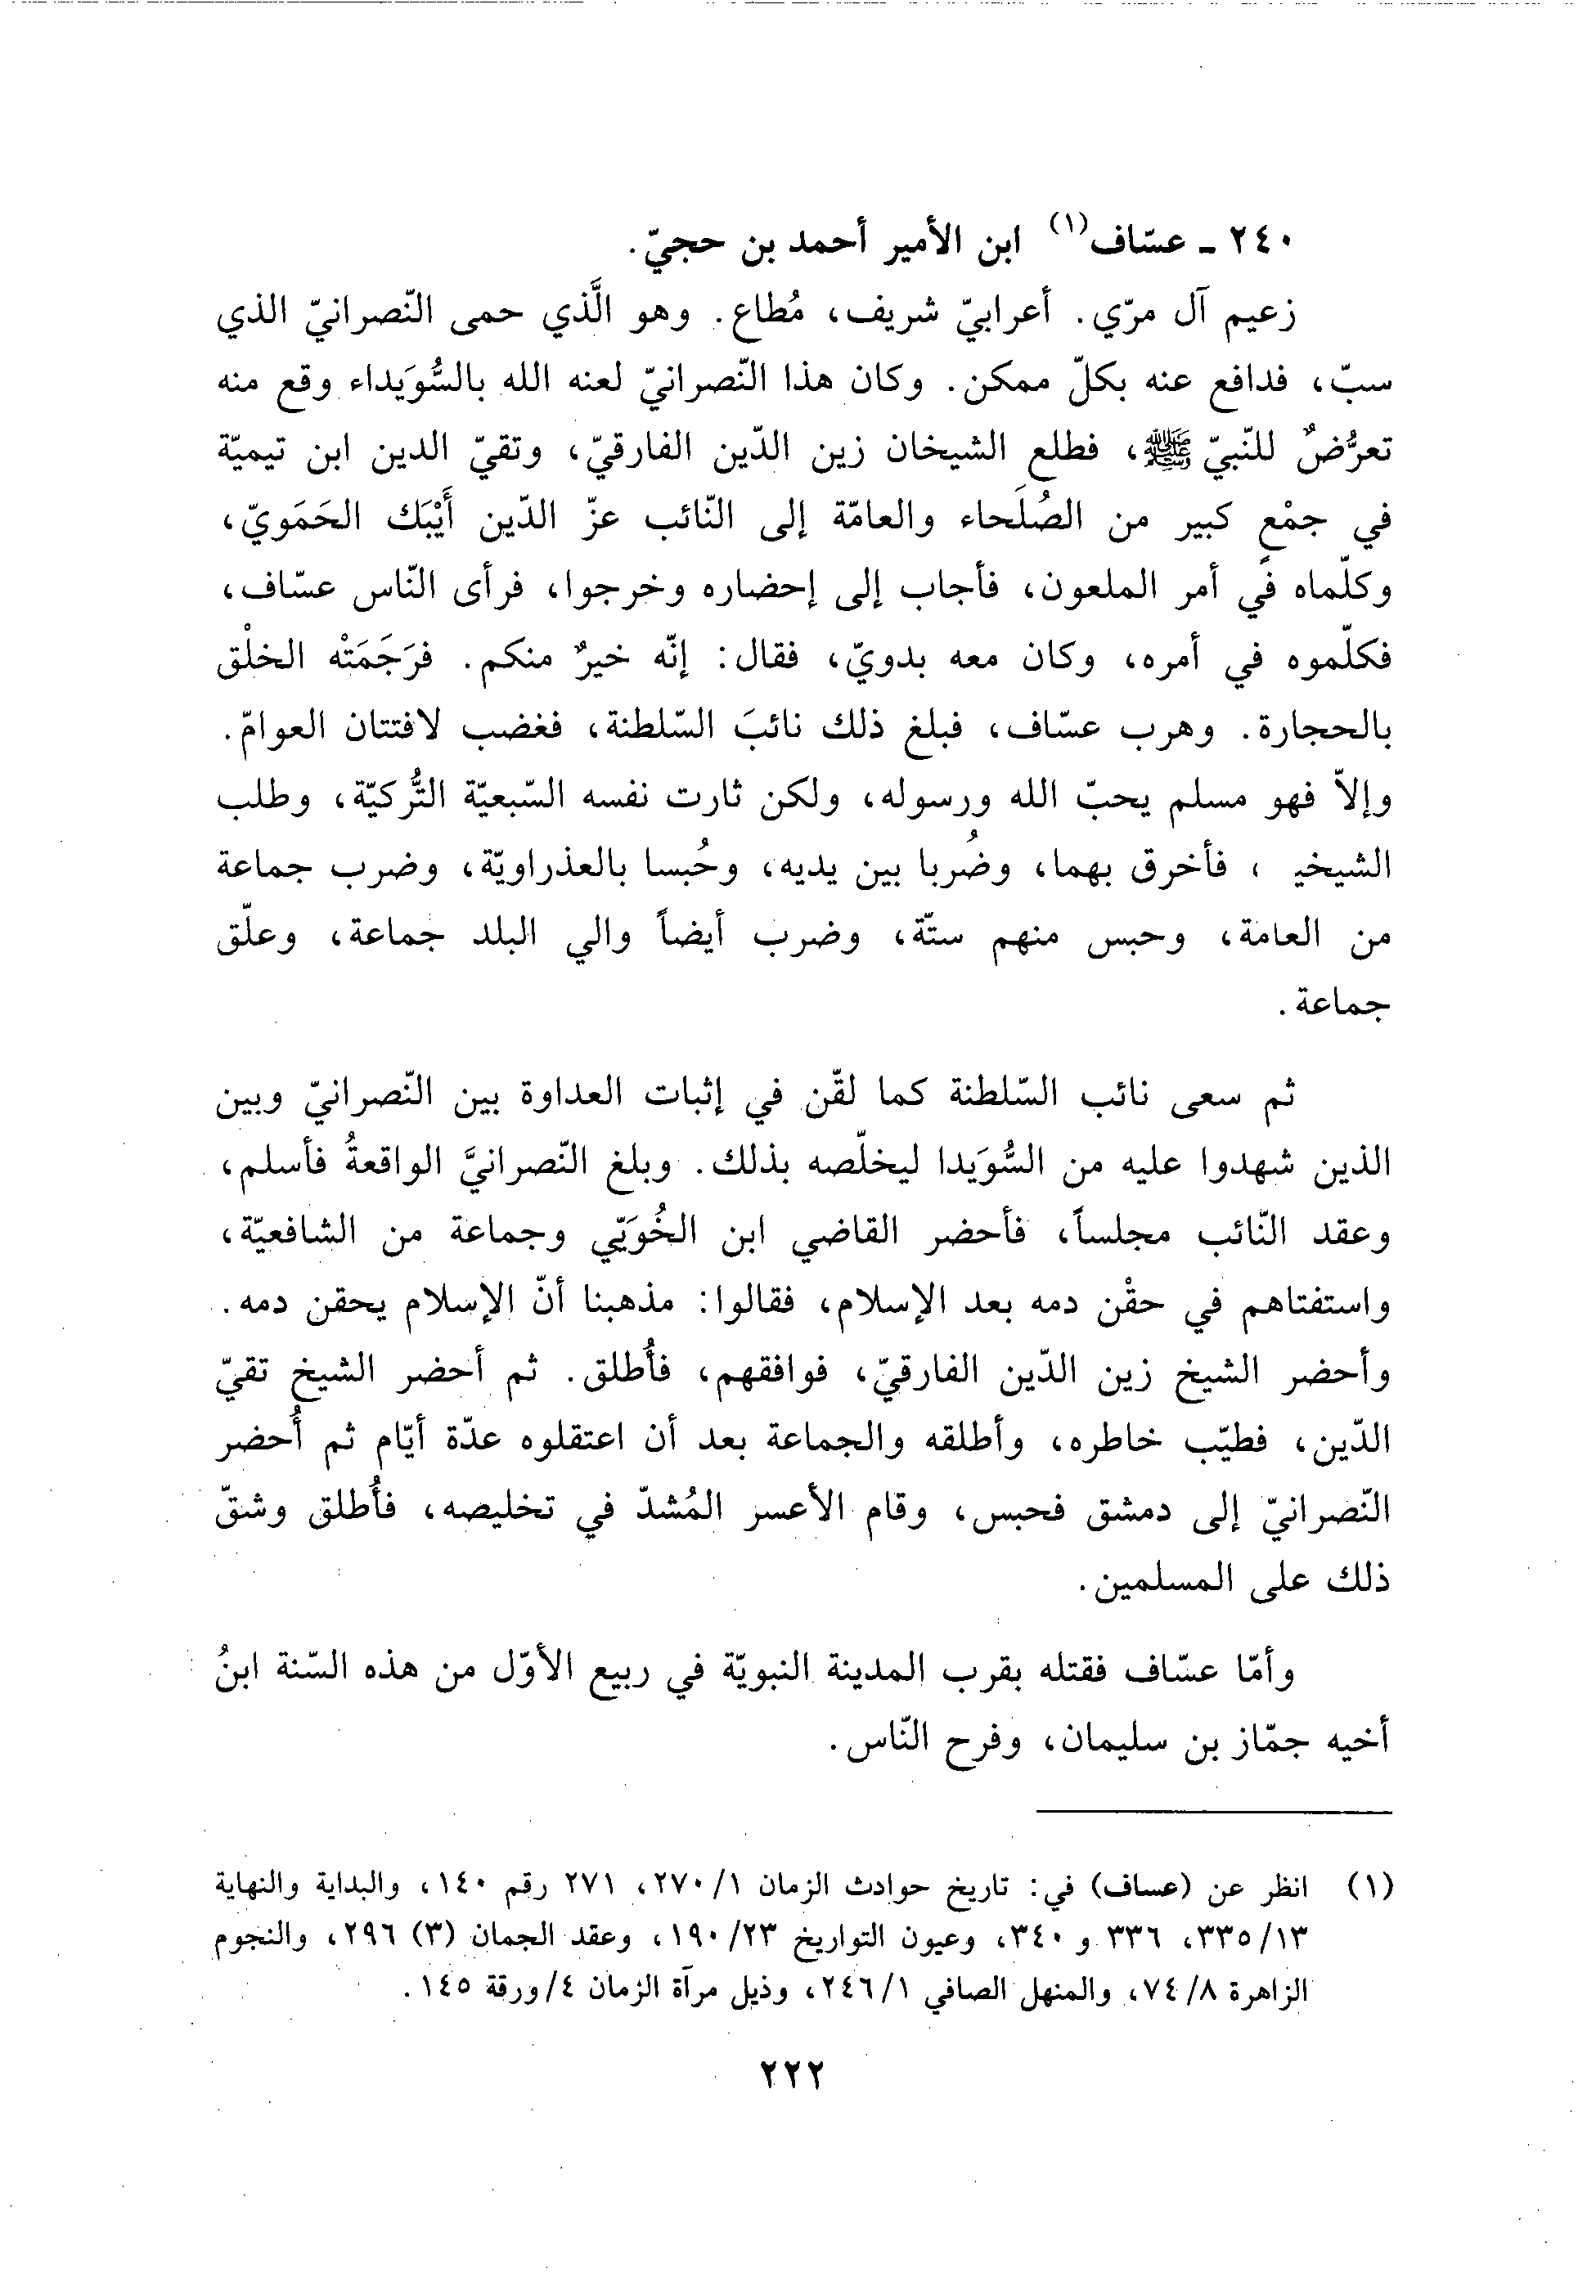 ٢٤٠ - عسّاف(١) ابن الأمير أحمد بن حجيّ.
زعيم آل مرّي. أعرابيّ شريف، مُطاع. وهو الَّذي حمى النّصرانيّ الذي
سبّ، فدافع عنه بكلّ ممكن. وكان هذا النّصرانيّ لعنه الله بالسُّوَيداء وقع منه
تعرُّضٌ للنّبيّ ﷺ، فطلع الشيخان زين الدّين الفارقيّ، وتقيّ الدين ابن تيميّة
في جمْعٍ كبير من الصُلَحاء والعامّة إلى النّائب عزّ الدّين أَيْبَك الحَمَويّ،
وكلّماه في أمر الملعون، فأجاب إلى إحضاره وخرجوا، فرأى النّاس عسّاف،
فكلّموه في أمره، وكان معه بدويّ، فقال: إنّه خيرٌ منكم. فرَجَمَتْه الخلْق
بالحجارة. وهرب عسّاف، فبلغ ذلك نائبَ السّلطنة، فغضب لافتتان العوامّ.
وإلاّ فهو مسلم يحبّ الله ورسوله، ولكن ثارت نفسه السّبعيّة التُّركيّة، وطلب
الشيخيـ ، فأخرق بهما، وضُربا بين يديه، وحُبسا بالعذراويّة، وضرب جماعة
من العامة، وحبس منهم ستّة، وضرب أيضاً والي البلد جماعة، وعلّق
جماعة.
ثم سعى نائب السّلطنة كما لقّن في إثبات العداوة بين النّصرانيّ وبين
الذين شهدوا عليه من السُّوَيدا ليخلّصه بذلك. وبلغ النّصرانيَّ الواقعةُ فأسلم،
وعقد النّائب مجلساً، فأحضر القاضي ابن الخُوَيّي وجماعة من الشافعيّة،
واستفتاهم في حقْن دمه بعد الإسلام، فقالوا: مذهبنا أنّ الإسلام يحقن دمه.
وأحضر الشيخ زين الدّين الفارقيّ، فوافقهم، فأُطلق. ثم أحضر الشيخ تقيّ
الدّين، فطيّب خاطره، وأطلقه والجماعة بعد أن اعتقلوه عدّة أيّام ثم أُحضر
النّصرانيّ إلى دمشق فحبس، وقام الأعسر المُشدّ في تخليصه، فأُطلق وشقّ
ذلك على المسلمين.
وأمّا عسّاف فقتله بقرب المدينة النبويّة في ربيع الأوّل من هذه السّنة ابنُ
أخيه جمّاز بن سليمان، وفرح النّاس.
(١) انظر عن (عساف) في: تاريخ حوادث الزمان ٢٧٠/١، ٢٧١ رقم ١٤٠، والبداية والنهاية
٣٣٥/١٣، ٣٣٦ و ٣٤٠، وعيون التواريخ ١٩٠/٢٣، وعقد الجمان (٣) ٢٩٦، والنجوم
الزاهرة ٧٤/٨، والمنهل الصافي ٢٤٦/١، وذيل مرآة الزمان ٤/ورقة ١٤٥.
٢٢٢